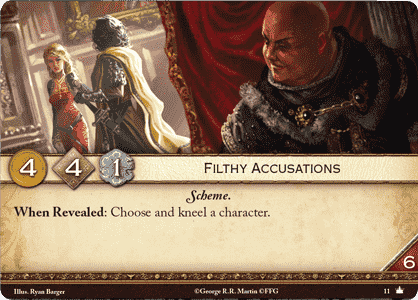 4 4 1 FILTHY ACCUSATIONS
Scheme.
When Revealed: Choose and kneel a character.
6
Illus. Ryan Barger ©George R.R. Martin ©FFG 11